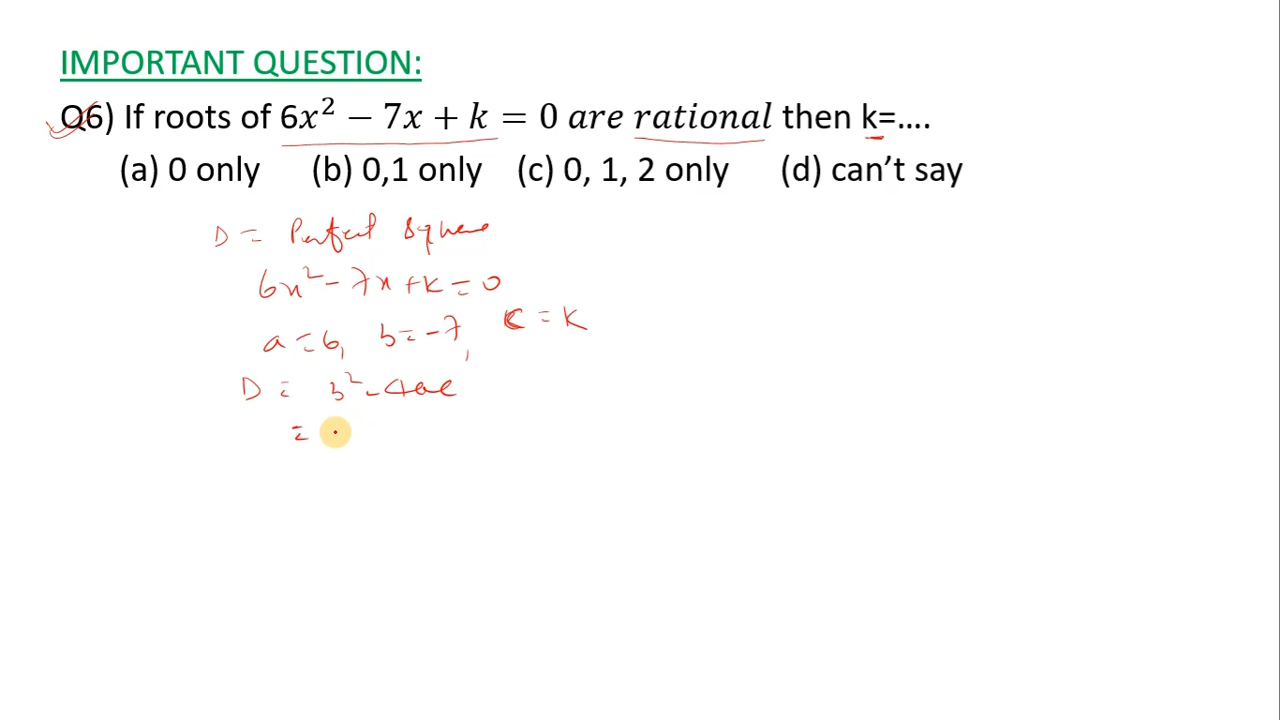 IMPORTANT QUESTION:
Q6) If roots of 6x² − 7x + k = 0 are rational then k=….
(a) 0 only (b) 0,1 only (c) 0, 1, 2 only (d) can’t say
D = Perfect Square
6x² - 7x + k = 0
a = 6, b = -7, c = k
D = b² - 4ac
=